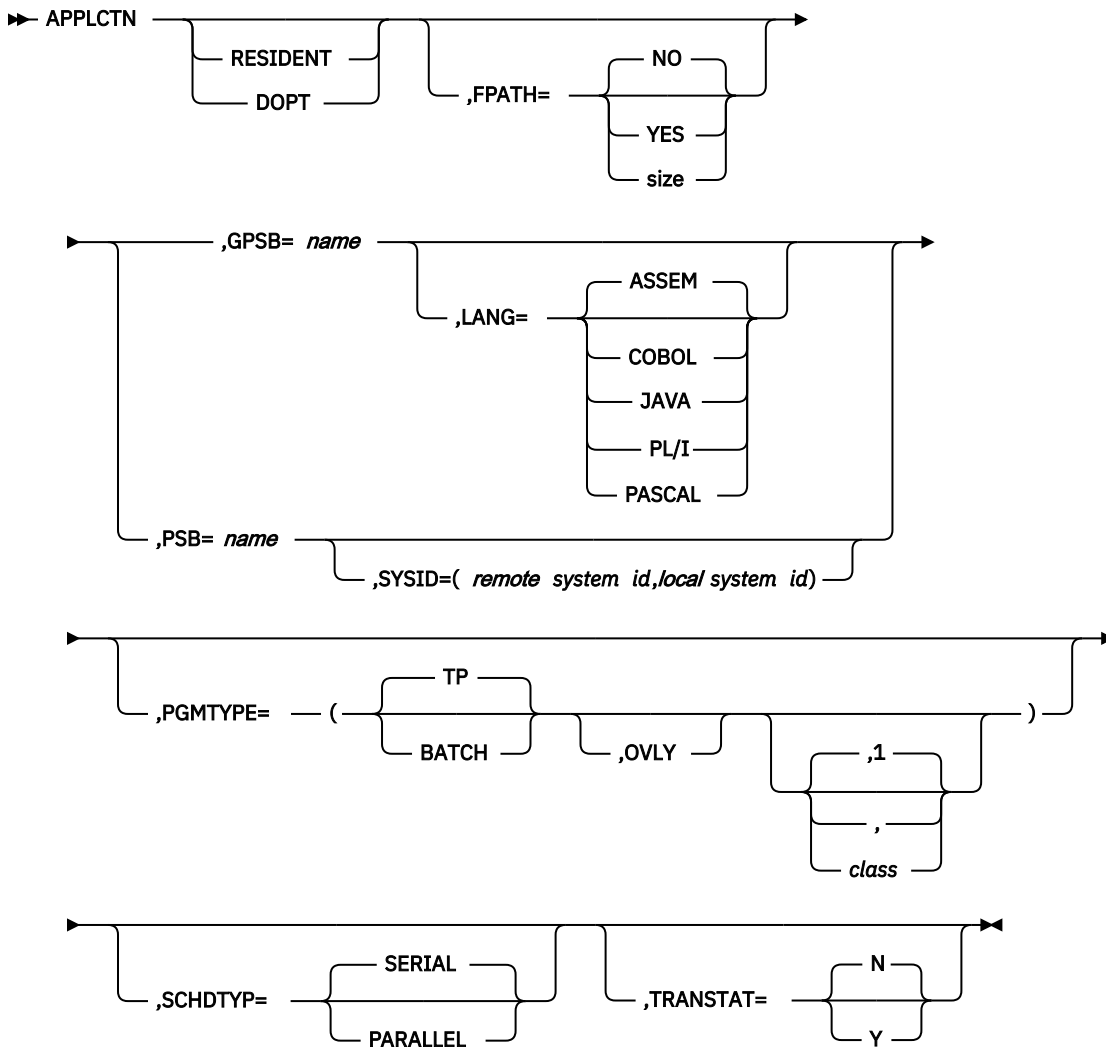 APPLCTN
RESIDENT
DOPT
,FPATH=
NO
YES
size
,GPSB= name
,LANG=
ASSEM
COBOL
JAVA
PL/I
PASCAL
,PSB= name
,SYSID=( remote system id,local system id)
,PGMTYPE= (
TP
BATCH
,OVLY
,1
,
class
)
,SCHDTYP=
SERIAL
PARALLEL
,TRANSTAT=
N
Y